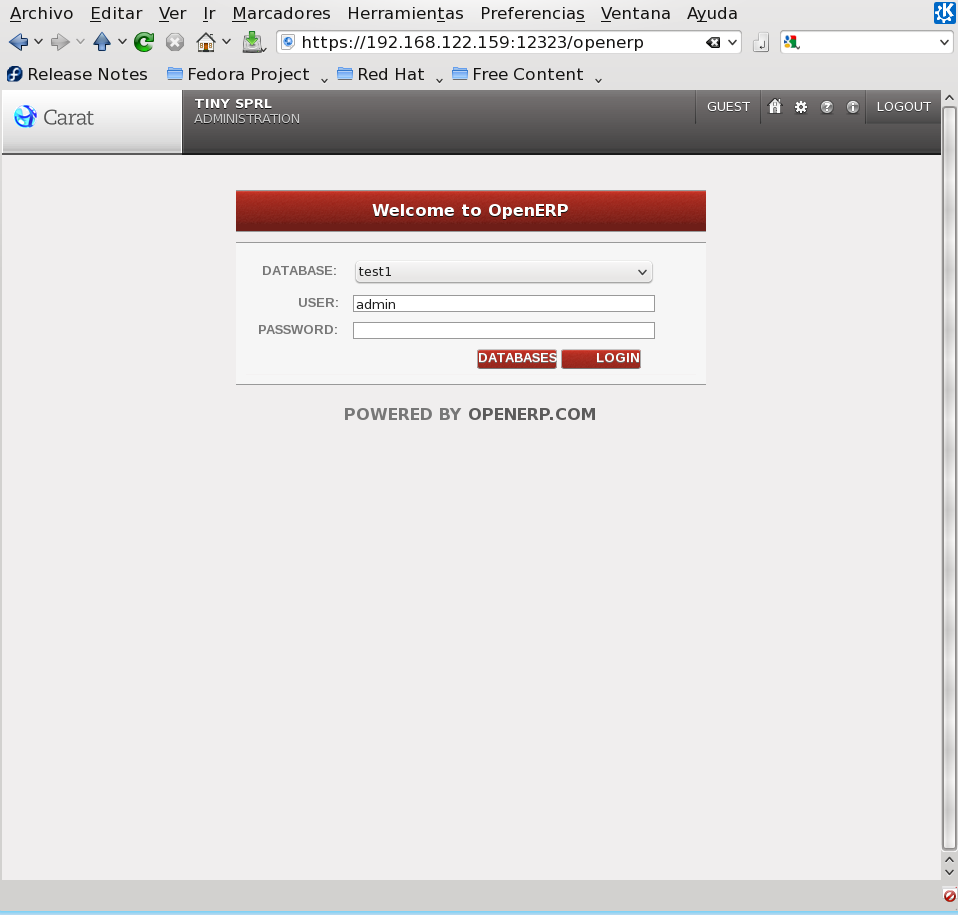 Archivo Editar Ver Ir Marcadores Herramientas Preferencias Ventana Ayuda
https://192.168.122.159:12323/openerp
Release Notes Fedora Project Red Hat Free Content
Carat
TINY SPRL
ADMINISTRATION
GUEST
LOGOUT
Welcome to OpenERP
DATABASE: test1
USER: admin
PASSWORD:
DATABASES LOGIN
POWERED BY OPENERP.COM